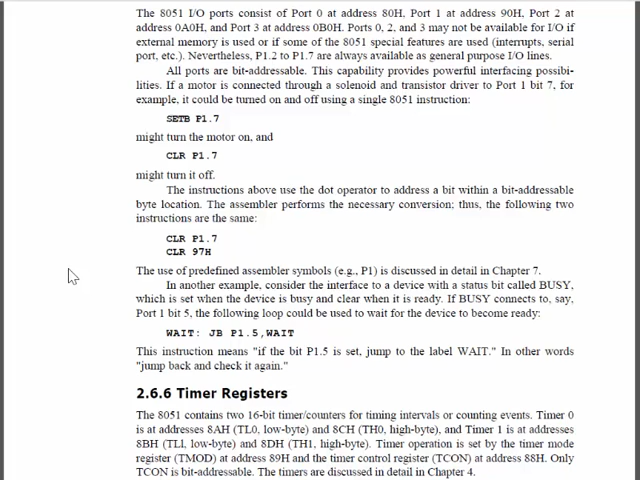 The 8051 I/O ports consist of Port 0 at address 80H, Port 1 at address 90H, Port 2 at
address 0A0H, and Port 3 at address 0B0H. Ports 0, 2, and 3 may not be available for I/O if
external memory is used or if some of the 8051 special features are used (interrupts, serial
port, etc.). Nevertheless, P1.2 to P1.7 are always available as general purpose I/O lines.
All ports are bit-addressable. This capability provides powerful interfacing possibi-
lities. If a motor is connected through a solenoid and transistor driver to Port 1 bit 7, for
example, it could be turned on and off using a single 8051 instruction:
SETB P1.7
might turn the motor on, and
CLR P1.7
might turn it off.
The instructions above use the dot operator to address a bit within a bit-addressable
byte location. The assembler performs the necessary conversion; thus, the following two
instructions are the same:
CLR P1.7
CLR 97H
The use of predefined assembler symbols (e.g., P1) is discussed in detail in Chapter 7.
In another example, consider the interface to a device with a status bit called BUSY,
which is set when the device is busy and clear when it is ready. If BUSY connects to, say,
Port 1 bit 5, the following loop could be used to wait for the device to become ready:
WAIT: JB P1.5,WAIT
This instruction means "if the bit P1.5 is set, jump to the label WAIT." In other words
"jump back and check it again."
2.6.6 Timer Registers
The 8051 contains two 16-bit timer/counters for timing intervals or counting events. Timer 0
is at addresses 8AH (TL0, low-byte) and 8CH (TH0, high-byte), and Timer 1 is at addresses
8BH (TLl, low-byte) and 8DH (TH1, high-byte). Timer operation is set by the timer mode
register (TMOD) at address 89H and the timer control register (TCON) at address 88H. Only
TCON is bit-addressable. The timers are discussed in detail in Chapter 4.